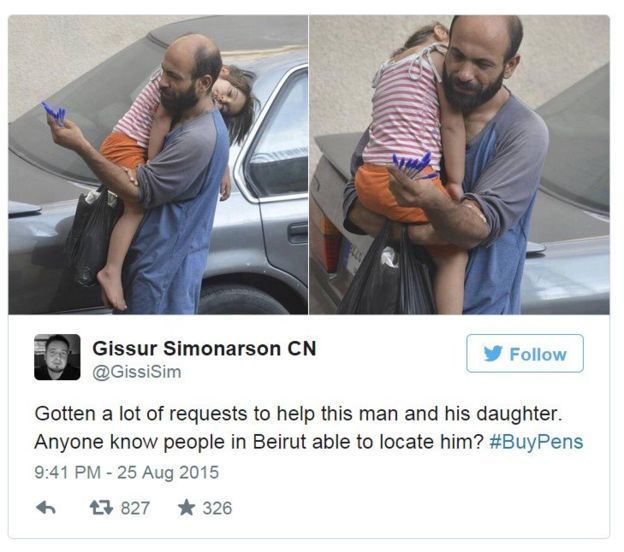 Gissur Simonarson CN
@GissiSim
Follow
Gotten a lot of requests to help this man and his daughter.
Anyone know people in Beirut able to locate him? #BuyPens
9:41 PM - 25 Aug 2015
827 326